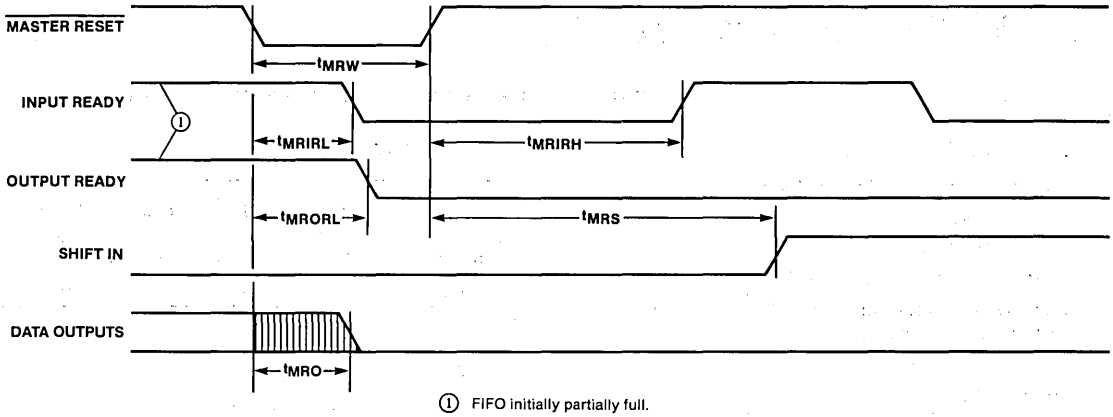 MASTER RESET
tMRW
INPUT READY
①
tMRIRL
tMRIRH
OUTPUT READY
tMRORL
tMRS
SHIFT IN
DATA OUTPUTS
tMRO
① FIFO initially partially full.